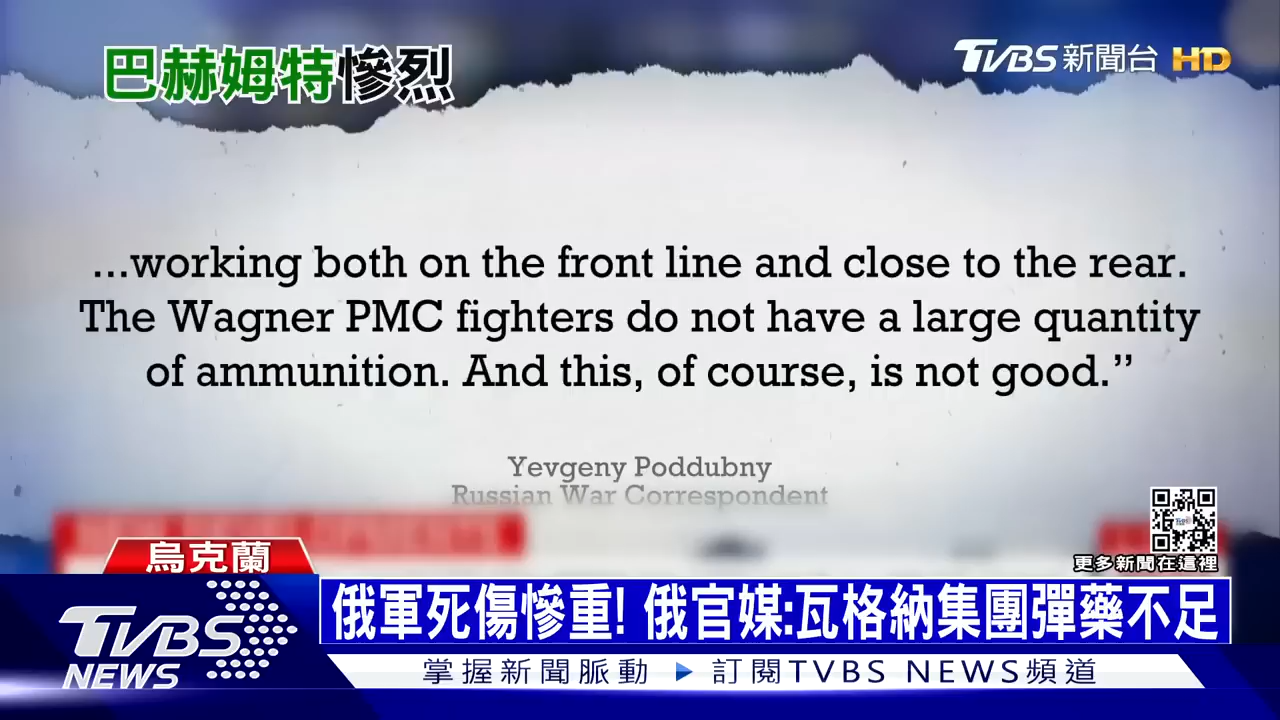 巴赫姆特慘烈
TVBS新聞台 HD
...working both on the front line and close to the rear.
The Wagner PMC fighters do not have a large quantity
of ammunition. And this, of course, is not good.”
Yevgeny Poddubny
Russian War Correspondent
更多新聞在這裡
烏克蘭
俄軍死傷慘重! 俄官媒:瓦格納集團彈藥不足
TVBS
NEWS
掌握新聞脈動 ▶ 訂閱TVBS NEWS頻道